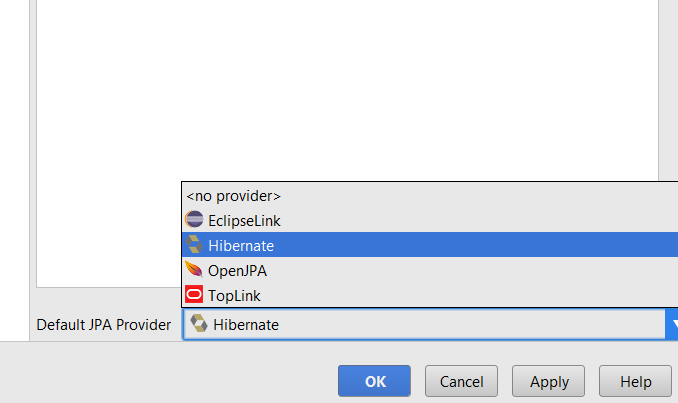 <no provider>
EclipseLink
Hibernate
OpenJPA
TopLink
Default JPA Provider Hibernate
OK Cancel Apply Help